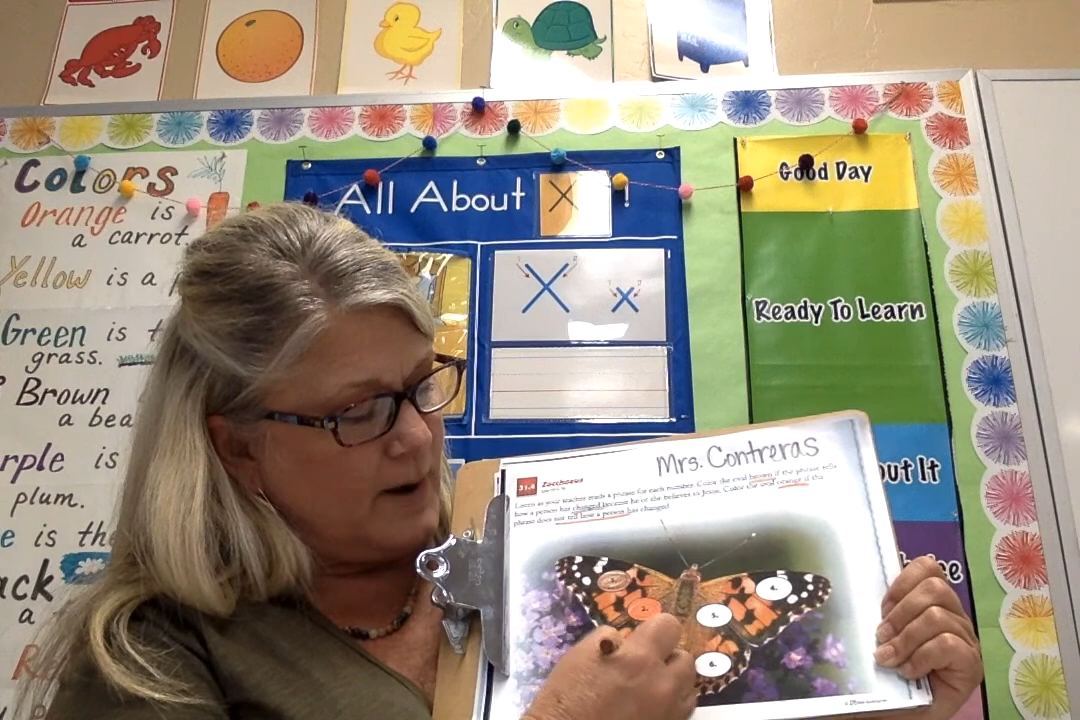 Colors
Orange is
a carrot.
Yellow is a
Green is
grass.
Brown
a bea
rple is
plum.
e is the
ack
a
All About X !
X x
Good Day
Ready To Learn
out It
Mrs. Contreras
31.4 Zacchaeus
Listen as your teacher reads a phrase for each number. Color the oval brown if the phrase tells
how a person has changed because he or she believes in Jesus. Color the oval orange if the
phrase does not tell how a person has changed.